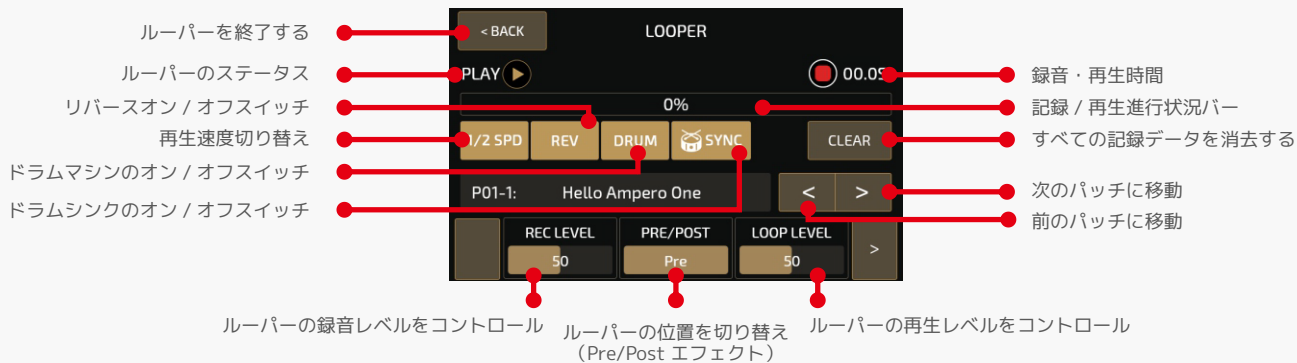 ルーパーを終了する
< BACK
LOOPER
ルーパーのステータス
PLAY
00.0S
録音・再生時間
リバースオン / オフスイッチ
0%
記録 / 再生進行状況バー
再生速度切り替え
1/2 SPD
REV
DRUM
SYNC
CLEAR
すべての記録データを消去する
ドラムマシンのオン / オフスイッチ
P01-1:
Hello Ampero One
<
>
次のパッチに移動
ドラムシンクのオン / オフスイッチ
前のパッチに移動
REC LEVEL
PRE/POST
LOOP LEVEL
50
Pre
50
>
ルーパーの録音レベルをコントロール
ルーパーの位置を切り替え
（Pre/Post エフェクト）
ルーパーの再生レベルをコントロール